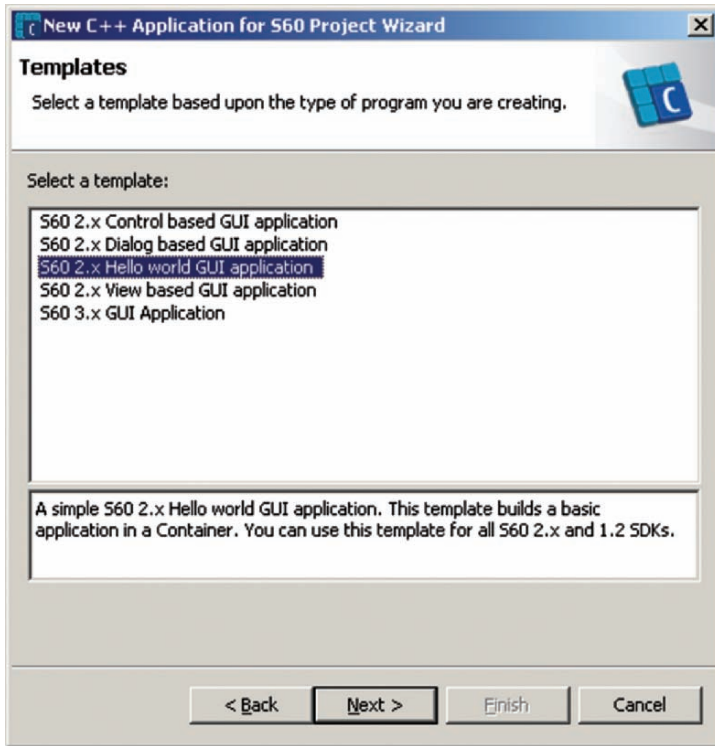 New C++ Application for S60 Project Wizard
Templates
Select a template based upon the type of program you are creating.
C
Select a template:
S60 2.x Control based GUI application
S60 2.x Dialog based GUI application
S60 2.x Hello world GUI application
S60 2.x View based GUI application
S60 3.x GUI Application
A simple S60 2.x Hello world GUI application. This template builds a basic
application in a Container. You can use this template for all S60 2.x and 1.2 SDKs.
< Back Next > Finish Cancel